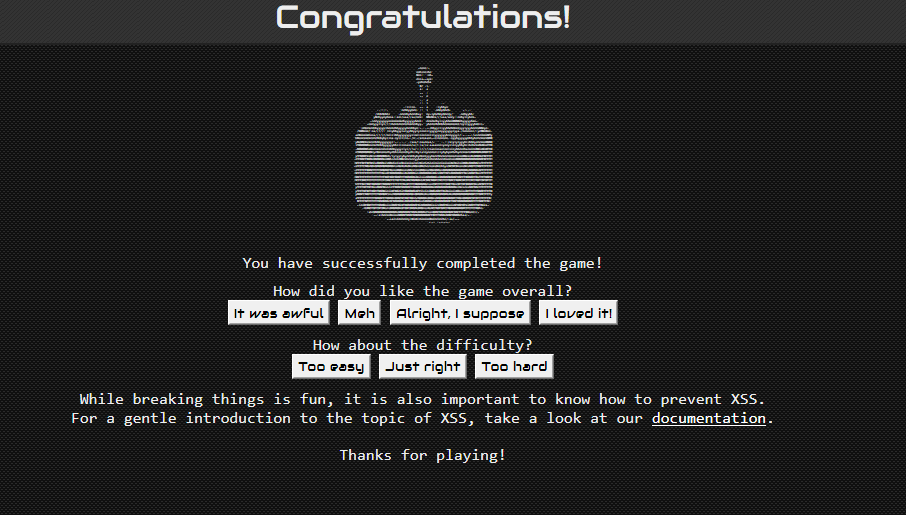 Congratulations!
You have successfully completed the game!
How did you like the game overall?
It was awful Meh Alright, I suppose I loved it!
How about the difficulty?
Too easy Just right Too hard
While breaking things is fun, it is also important to know how to prevent XSS.
For a gentle introduction to the topic of XSS, take a look at our documentation.
Thanks for playing!